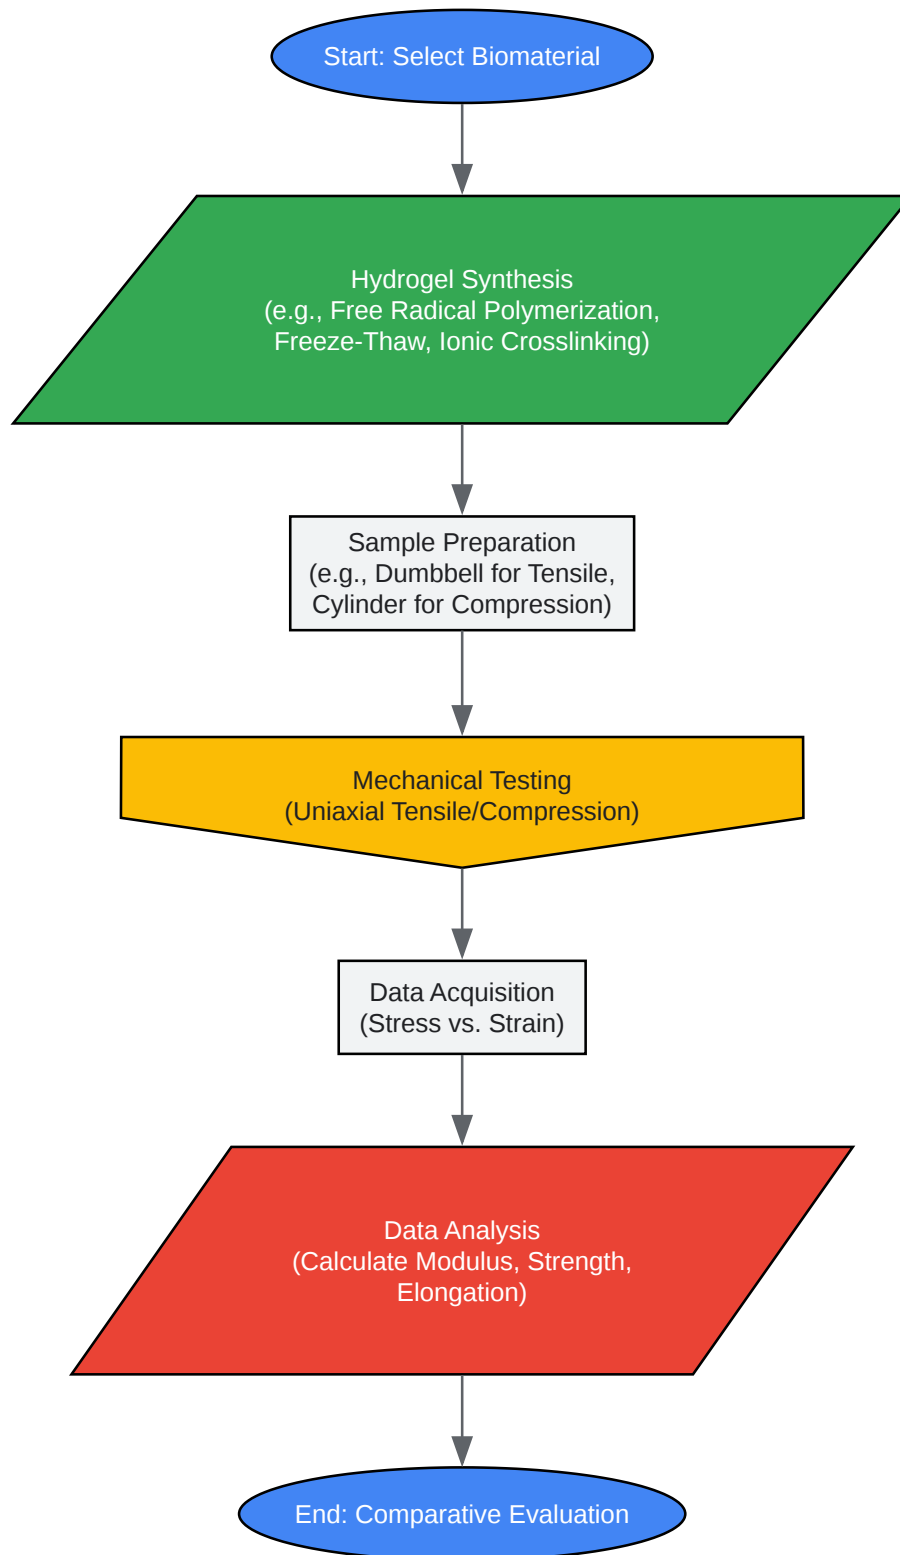 Start: Select Biomaterial
Hydrogel Synthesis
(e.g., Free Radical Polymerization,
Freeze-Thaw, Ionic Crosslinking)
Sample Preparation
(e.g., Dumbbell for Tensile,
Cylinder for Compression)
Mechanical Testing
(Uniaxial Tensile/Compression)
Data Acquisition
(Stress vs. Strain)
Data Analysis
(Calculate Modulus, Strength,
Elongation)
End: Comparative Evaluation